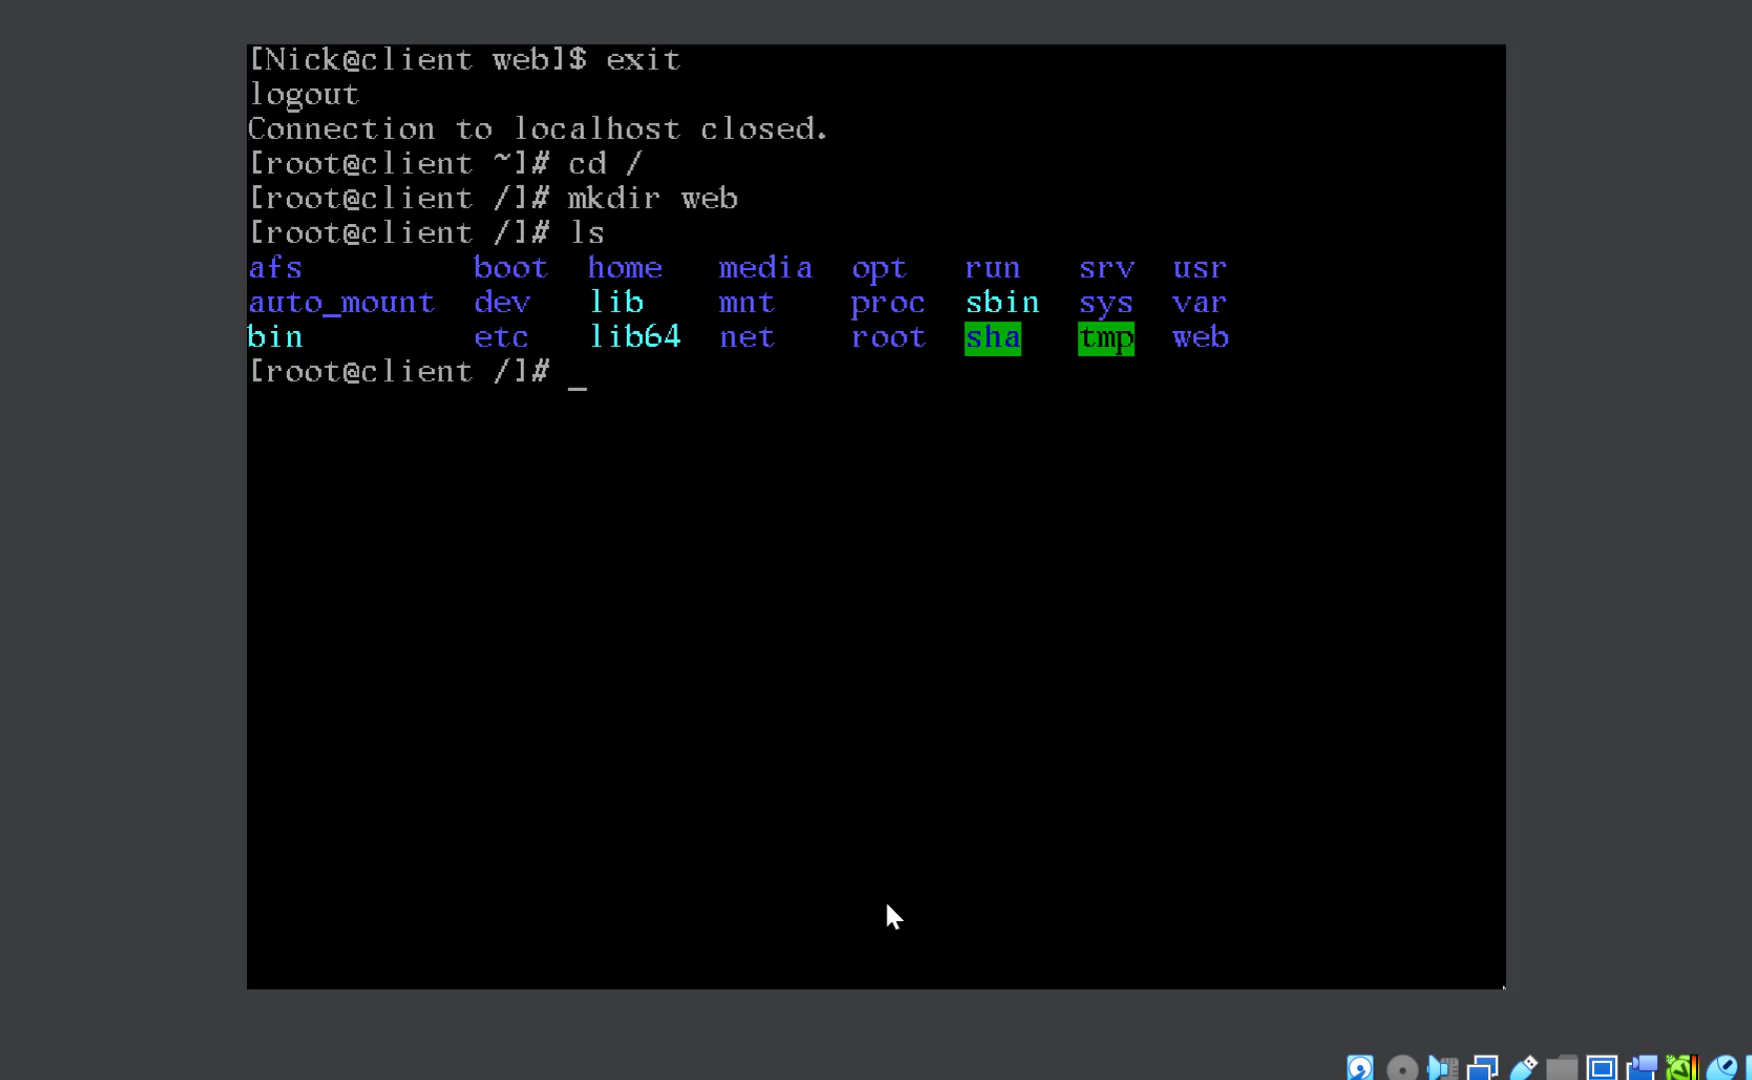 [Nick@client web]$ exit
logout
Connection to localhost closed.
[root@client ~]# cd /
[root@client /]# mkdir web
[root@client /]# ls
afs boot home media opt run srv usr
auto_mount dev lib mnt proc sbin sys var
bin etc lib64 net root sha tmp web
[root@client /]# _